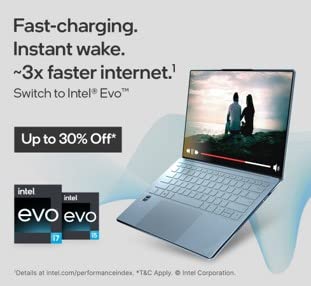 Fast-charging.
Instant wake.
~3x faster internet.¹
Switch to Intel® Evo™
Up to 30% Off*
intel
evo
i7
intel
evo
i5
¹Details at intel.com/performanceindex. *T&C Apply. © Intel Corporation.